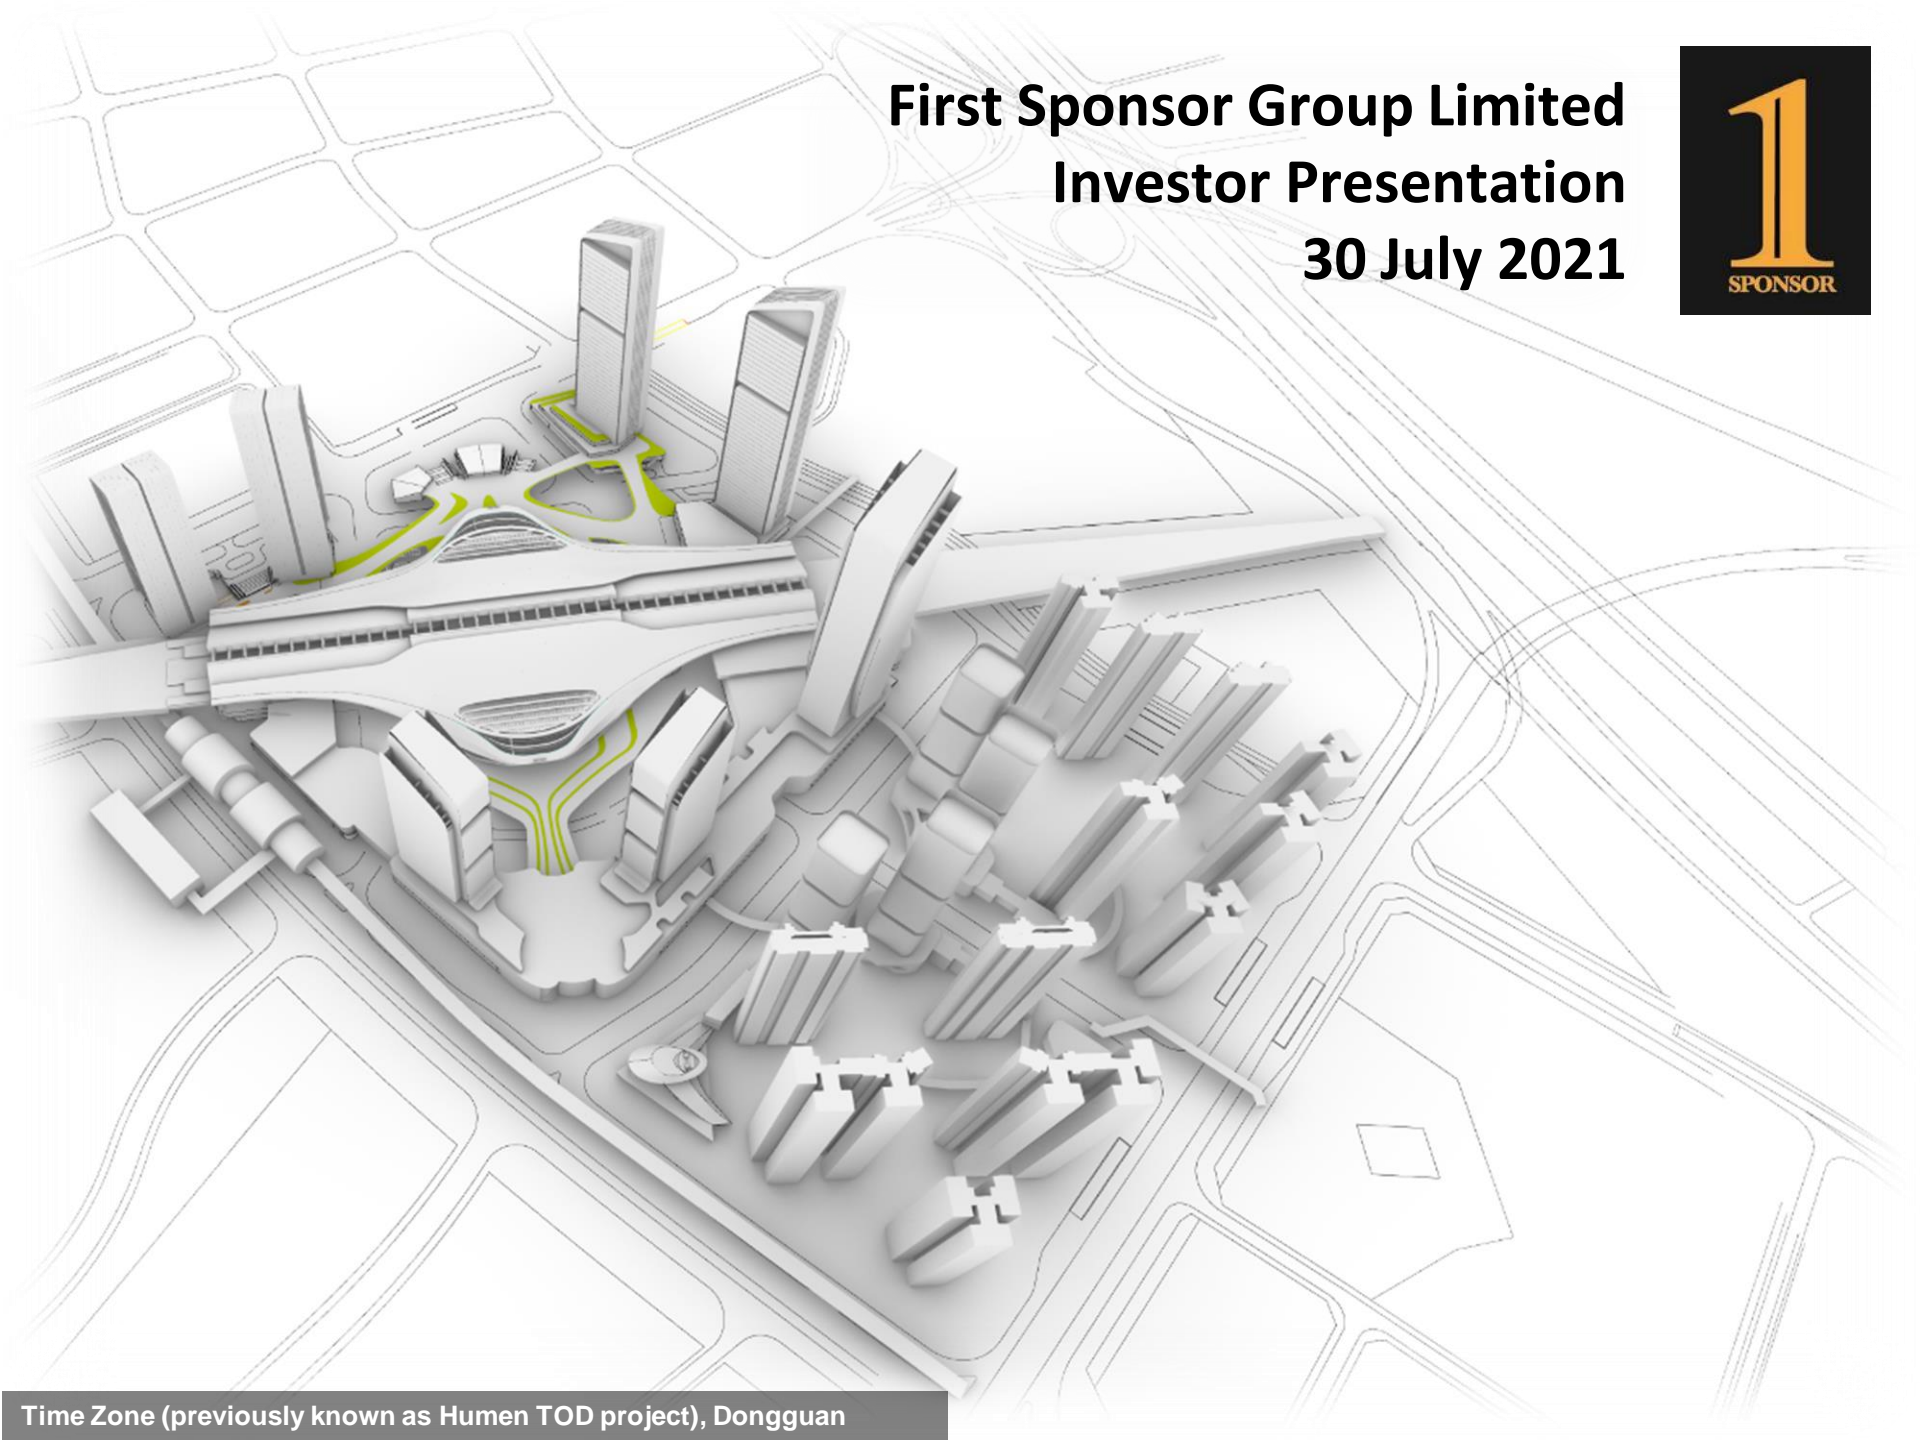 First Sponsor Group Limited
Investor Presentation
30 July 2021
1
SPONSOR
Time Zone (previously known as Humen TOD project), Dongguan